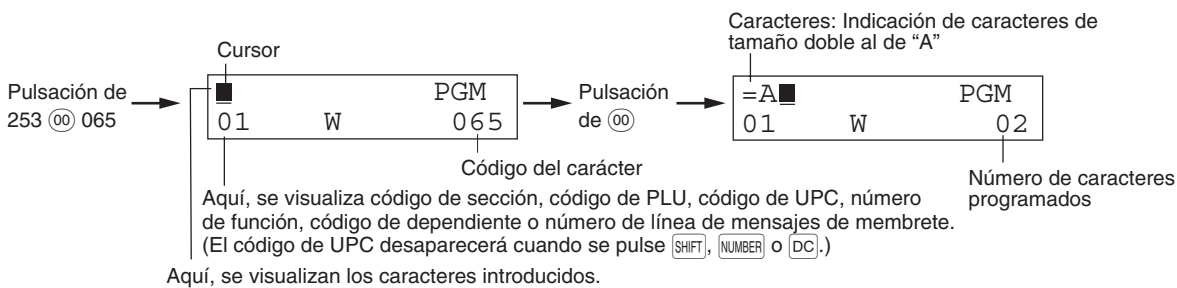 Caracteres: Indicación de caracteres de
tamaño doble al de “A”
Cursor
Pulsación de
253 00 065
PGM
01 W 065
Pulsación
de 00
=A PGM
01 W 02
Código del carácter
Número de caracteres
programados
Aquí, se visualiza código de sección, código de PLU, código de UPC, número
de función, código de dependiente o número de línea de mensajes de membrete.
(El código de UPC desaparecerá cuando se pulse SHIFT, NUMBER o DC.)
Aquí, se visualizan los caracteres introducidos.